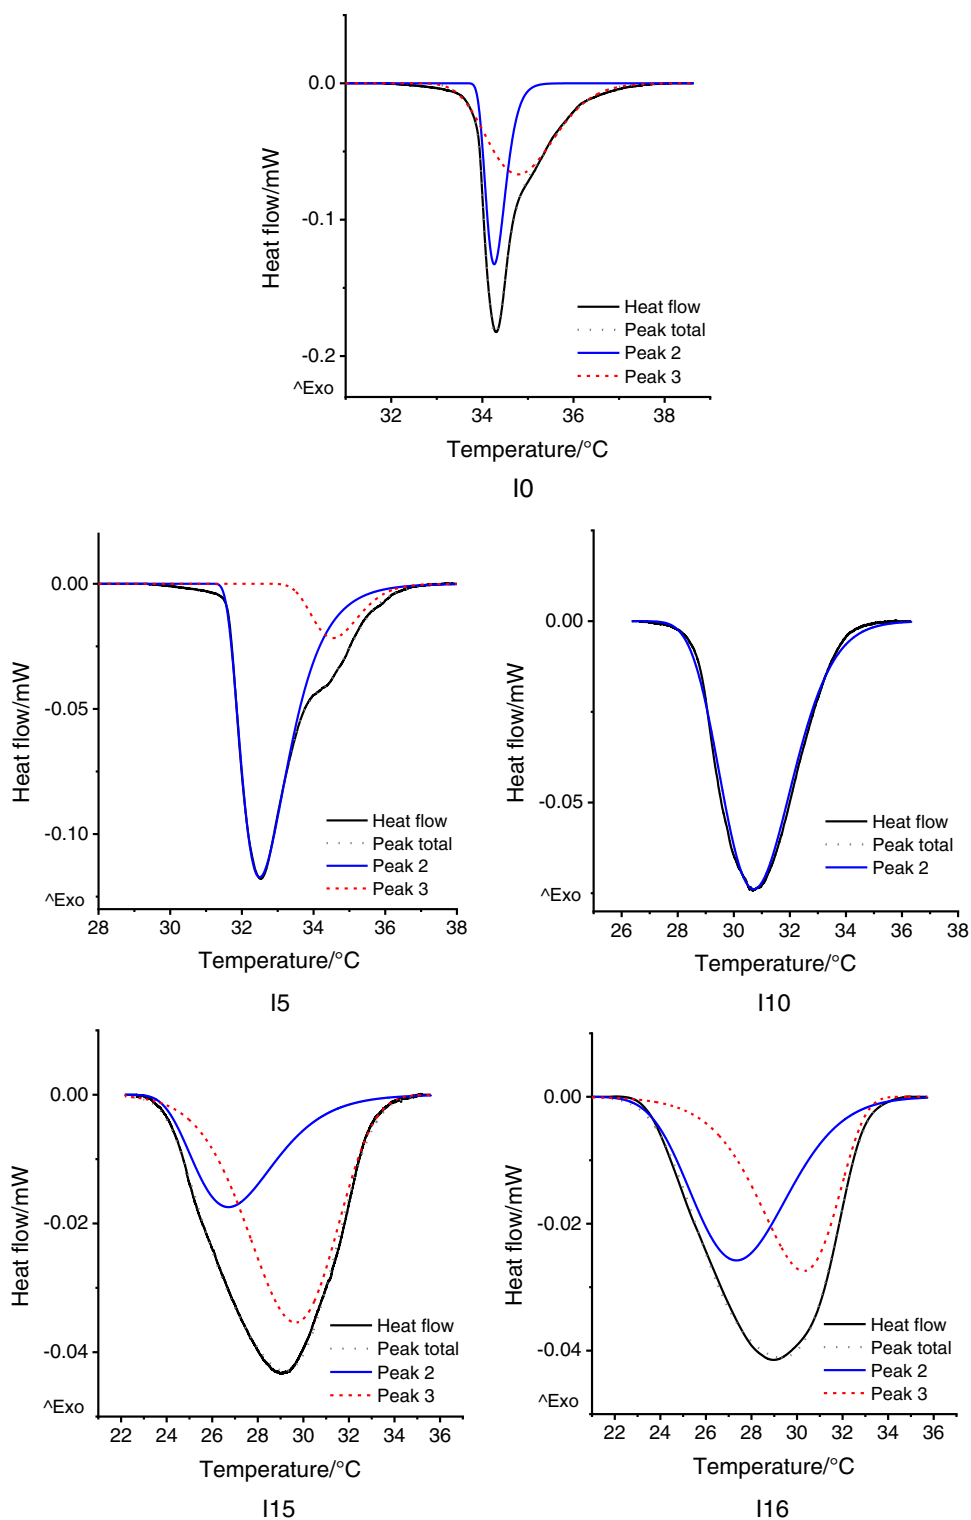 0.0
-0.1
-0.2
Heat flow/mW
^Exo
Heat flow
Peak total
Peak 2
Peak 3
32 34 36 38
Temperature/°C
I0
0.00
-0.05
-0.10
Heat flow/mW
^Exo
Heat flow
Peak total
Peak 2
Peak 3
28 30 32 34 36 38
Temperature/°C
I5
0.00
-0.05
Heat flow/mW
^Exo
Heat flow
Peak total
Peak 2
26 28 30 32 34 36 38
Temperature/°C
I10
0.00
-0.02
-0.04
Heat flow/mW
^Exo
Heat flow
Peak total
Peak 2
Peak 3
22 24 26 28 30 32 34 36
Temperature/°C
I15
0.00
-0.02
-0.04
Heat flow/mW
^Exo
Heat flow
Peak total
Peak 2
Peak 3
22 24 26 28 30 32 34 36
Temperature/°C
I16